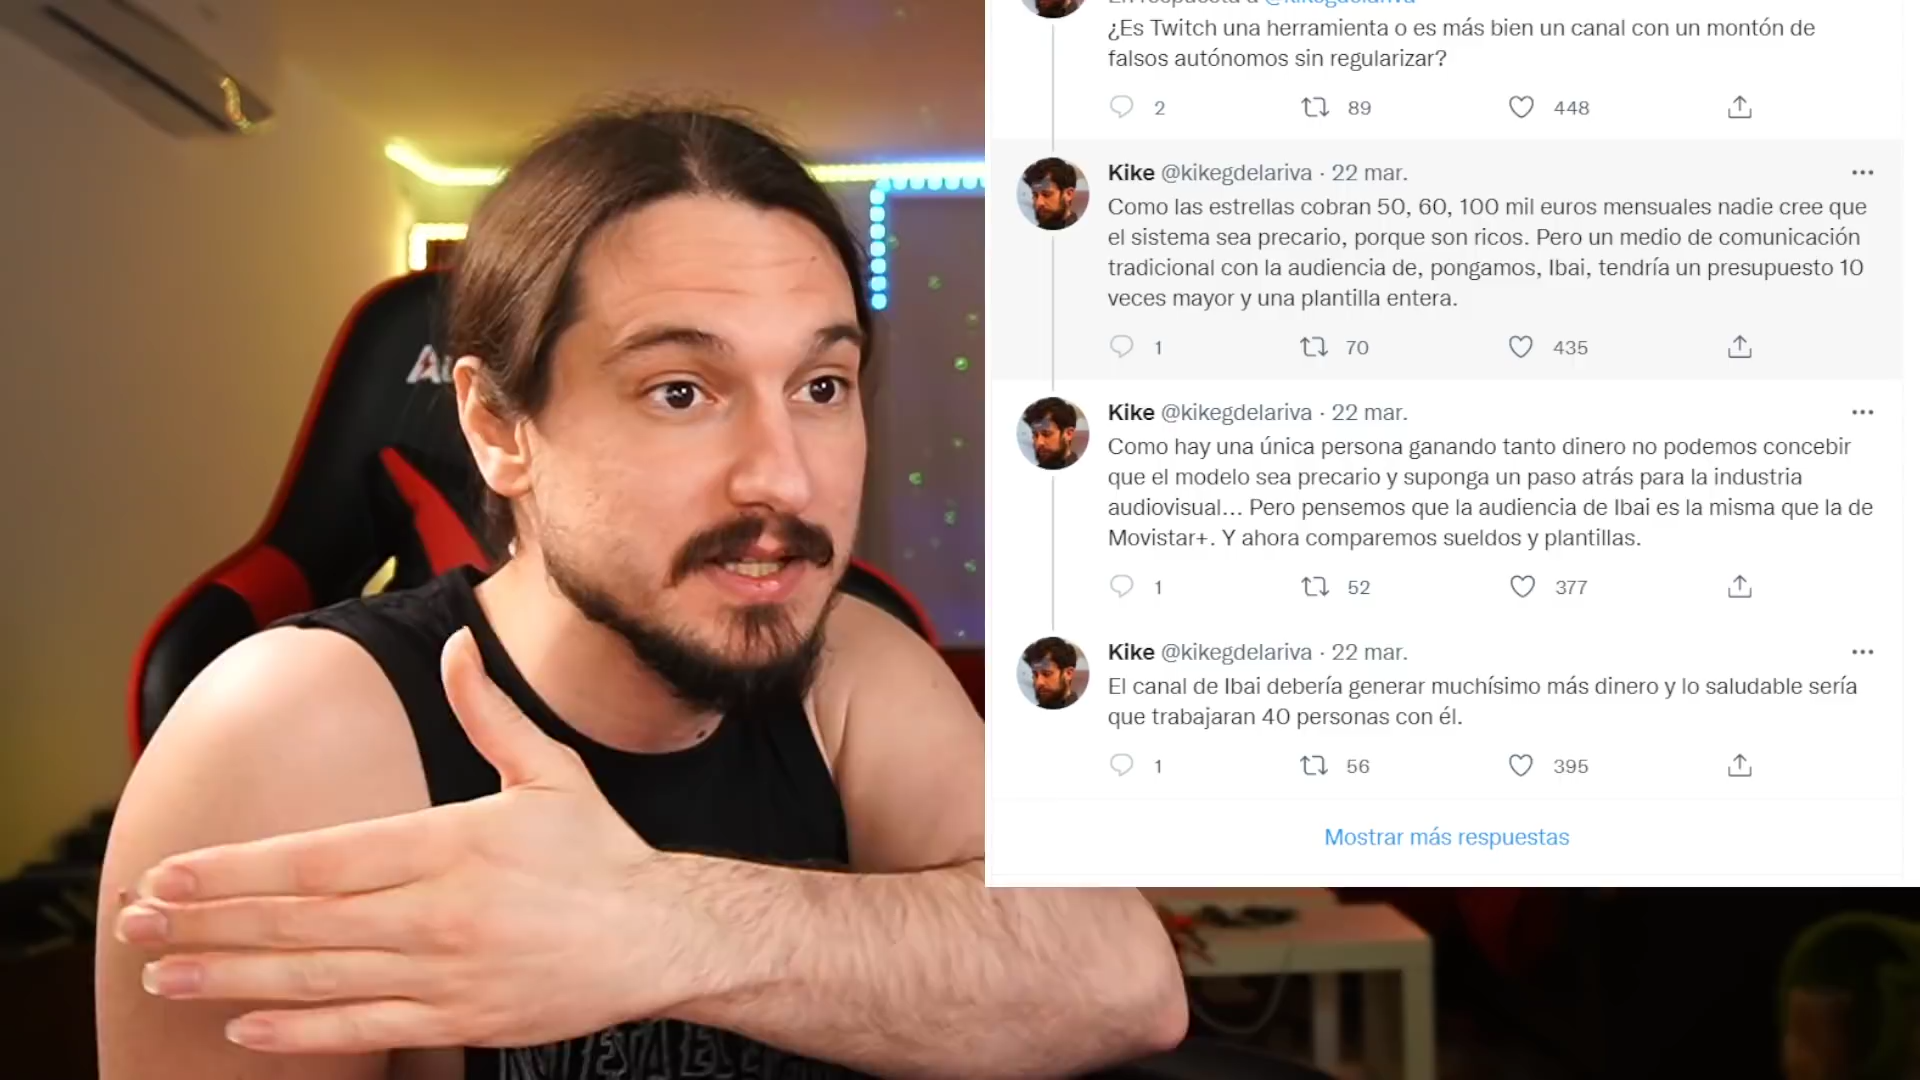 ¿Es Twitch una herramienta o es más bien un canal con un montón de
falsos autónomos sin regularizar?
2 89 448
Kike @kikegdelariva · 22 mar.
Como las estrellas cobran 50, 60, 100 mil euros mensuales nadie cree que
el sistema sea precario, porque son ricos. Pero un medio de comunicación
tradicional con la audiencia de, pongamos, Ibai, tendría un presupuesto 10
veces mayor y una plantilla entera.
1 70 435
Kike @kikegdelariva · 22 mar.
Como hay una única persona ganando tanto dinero no podemos concebir
que el modelo sea precario y suponga un paso atrás para la industria
audiovisual... Pero pensemos que la audiencia de Ibai es la misma que la de
Movistar+. Y ahora comparemos sueldos y plantillas.
1 52 377
Kike @kikegdelariva · 22 mar.
El canal de Ibai debería generar muchísimo más dinero y lo saludable sería
que trabajaran 40 personas con él.
1 56 395
Mostrar más respuestas